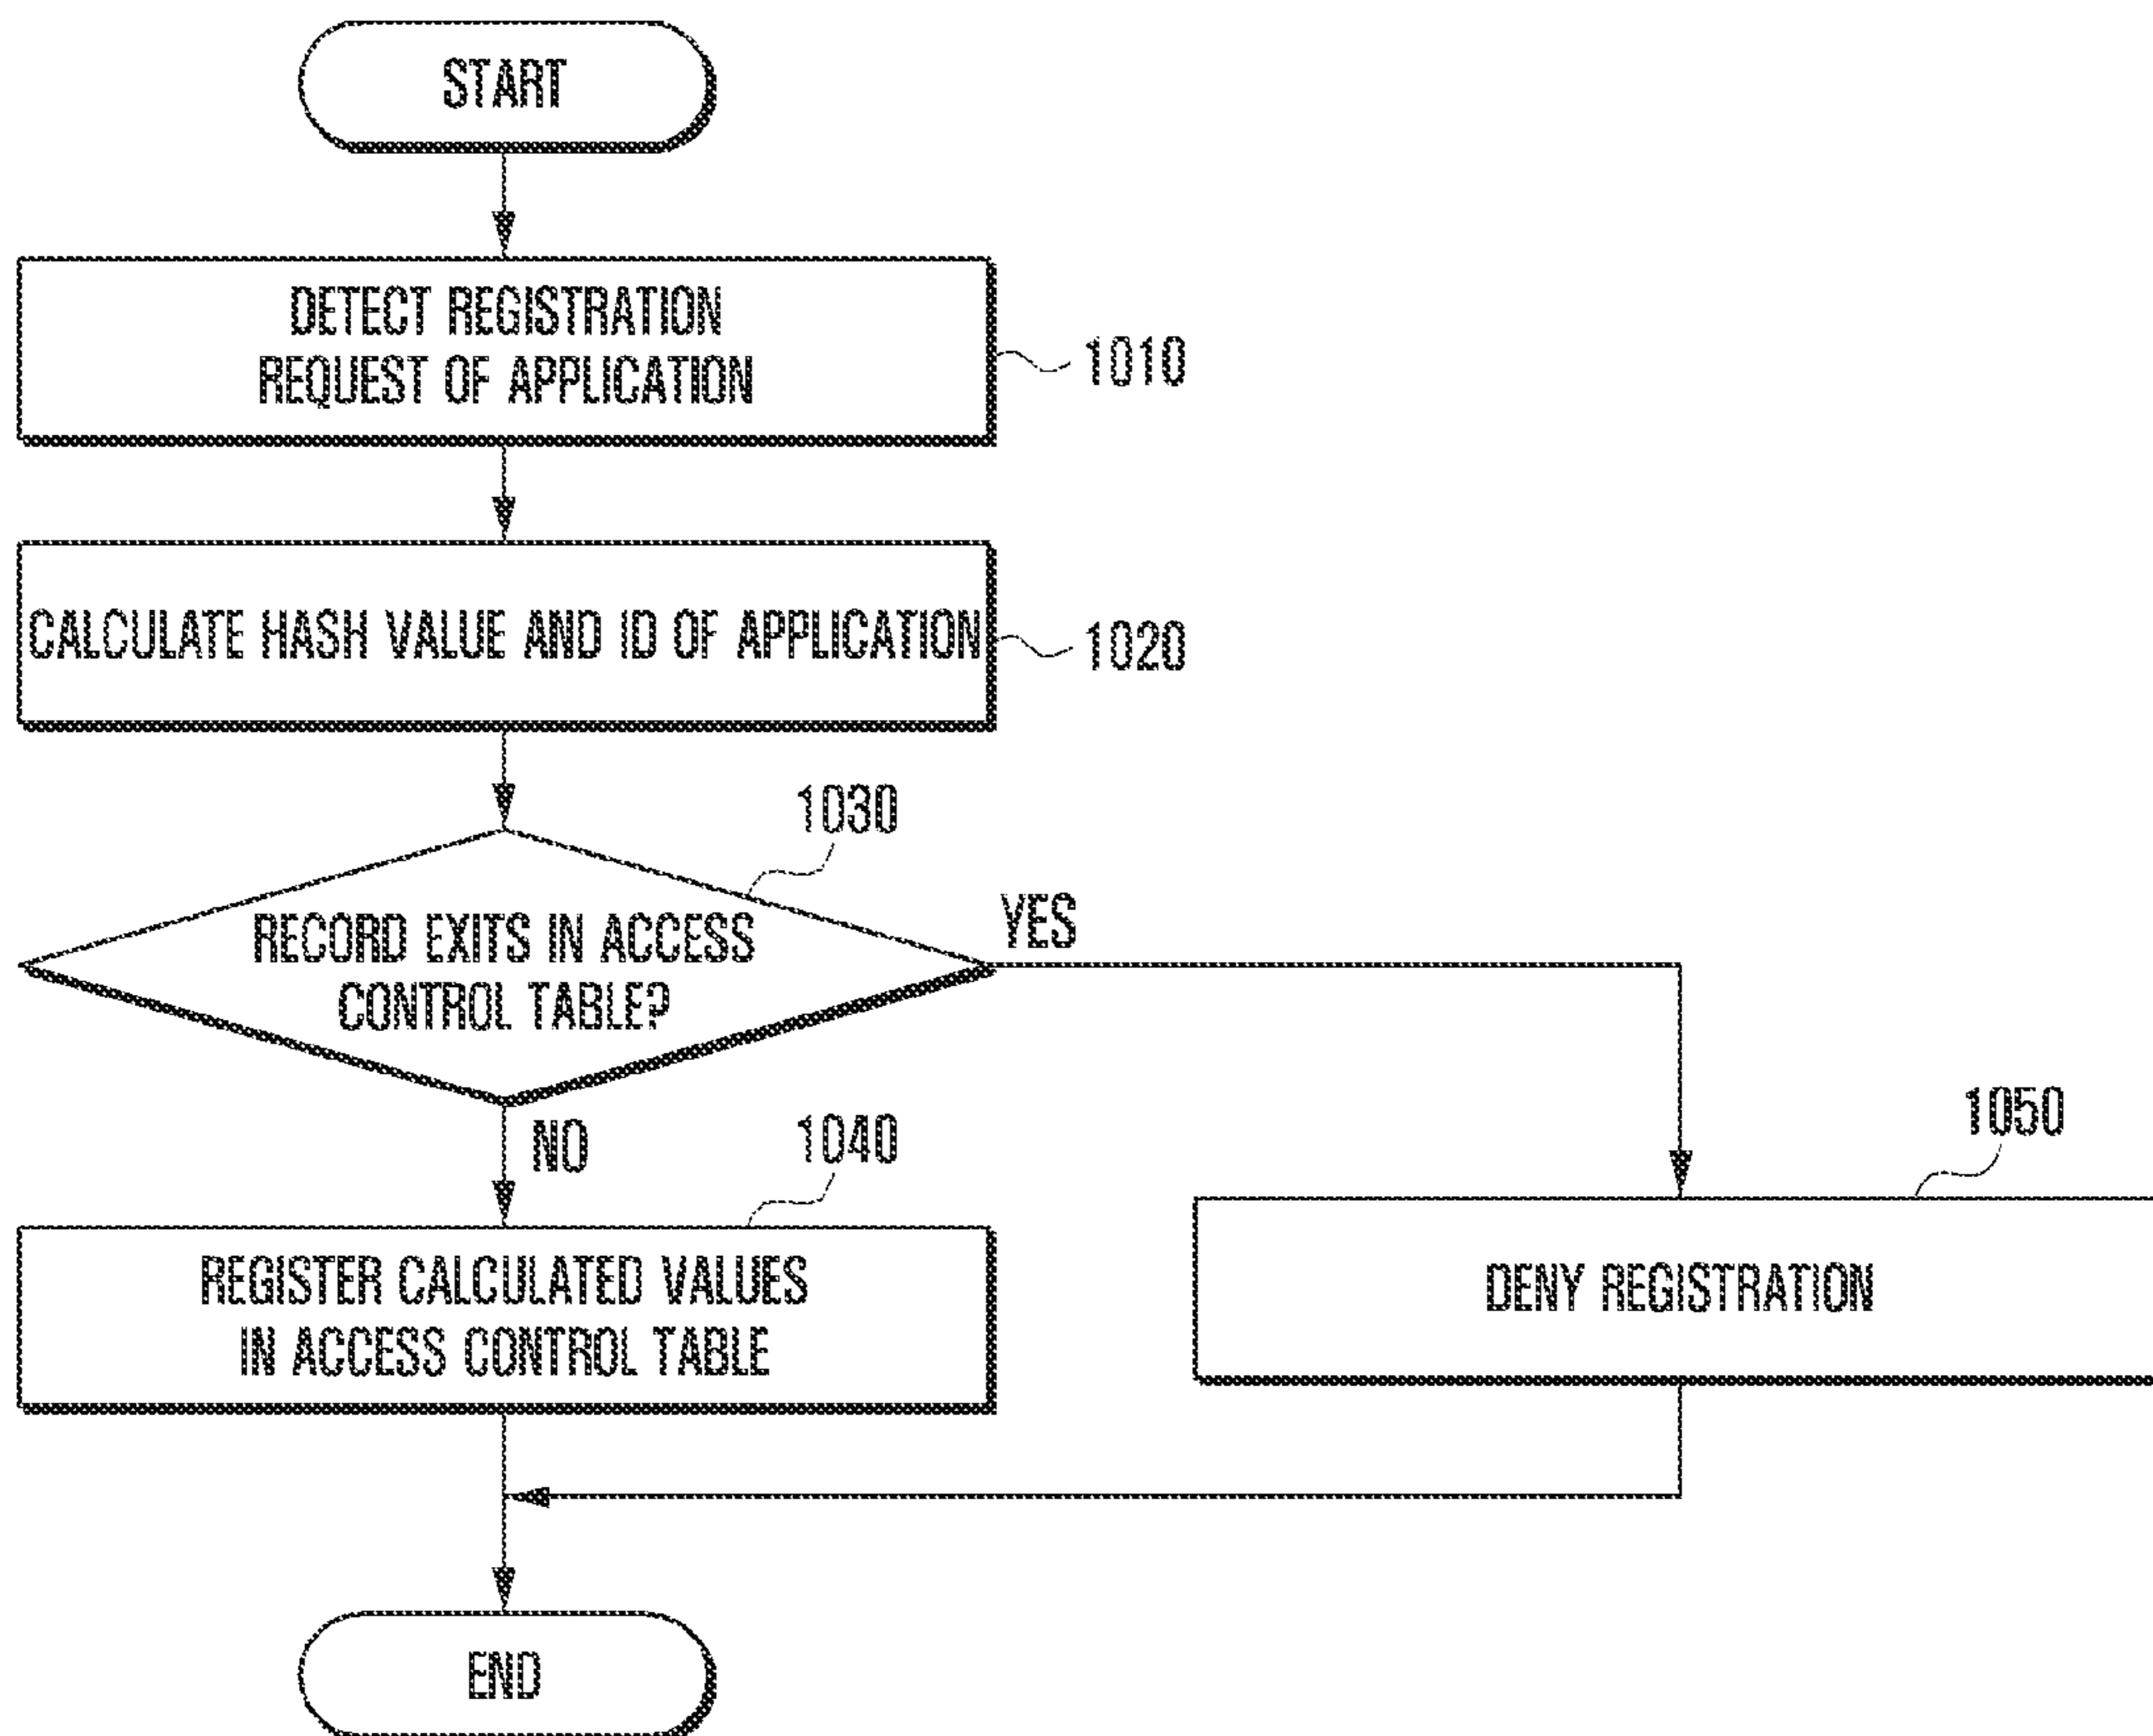 START
DETECT REGISTRATION
REQUEST OF APPLICATION
1010
CALCULATE HASH VALUE AND ID OF APPLICATION
1020
1030
RECORD EXITS IN ACCESS
CONTROL TABLE?
YES
NO
1040
1050
REGISTER CALCULATED VALUES
IN ACCESS CONTROL TABLE
DENY REGISTRATION
END